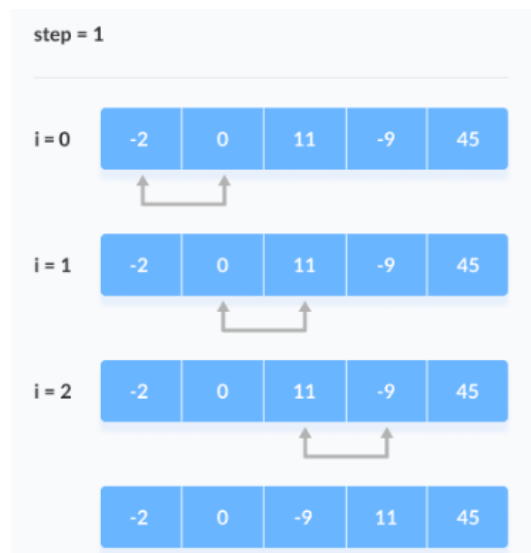 step = 1
i = 0 -2 0 11 -9 45
i = 1 -2 0 11 -9 45
i = 2 -2 0 11 -9 45
-2 0 -9 11 45